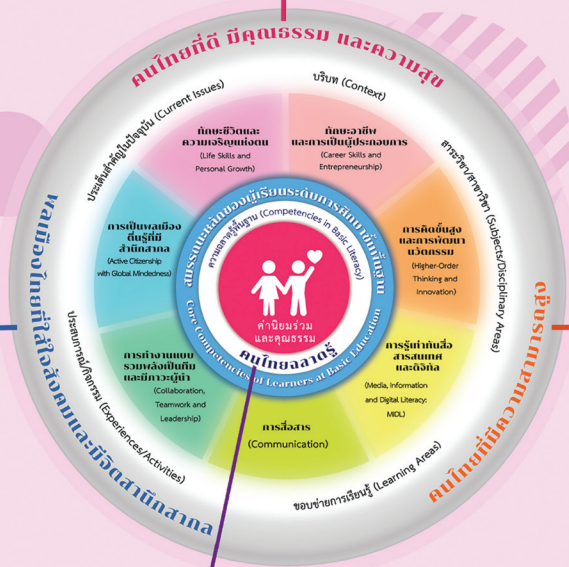 คนไทยที่ดี มีคุณธรรม และความสุข
บริบท (Context)
ประเด็นสำคัญในปัจจุบัน (Current Issues)
สาระวิชา/สาขาวิชา (Subjects/Disciplinary Areas)
ทักษะชีวิตและ
ความเจริญแห่งตน
(Life Skills and
Personal Growth)
ทักษะอาชีพ
และการเป็นผู้ประกอบการ
(Career Skills and
Entrepreneurship)
การเป็นพลเมือง
ตื่นรู้ที่มี
สำนึกสากล
(Active Citizenship
with Global Mindedness)
การคิดขั้นสูง
และการพัฒนา
นวัตกรรม
(Higher-Order
Thinking and
Innovation)
สมรรถนะหลักของผู้เรียนระดับการศึกษาขั้นพื้นฐาน
ความฉลาดรู้พื้นฐาน (Competencies in Basic Literacy)
ค่านิยมร่วม
และคุณธรรม
คนไทยฉลาดรู้
Core Competencies of Learners at Basic Education
การทำงานแบบ
รวมพลังเป็นทีม
และมีภาวะผู้นำ
(Collaboration,
Teamwork and
Leadership)
การรู้เท่าทันสื่อ
สารสนเทศ
และดิจิทัล
(Media, Information
and Digital Literacy:
MIDL)
การสื่อสาร
(Communication)
ประสบการณ์/กิจกรรม (Experiences/Activities)
ขอบข่ายการเรียนรู้ (Learning Areas)
พลเมืองไทยที่ใส่ใจสังคมและมีจิตสำนึกสากล
คนไทยที่มีความสามารถสูง